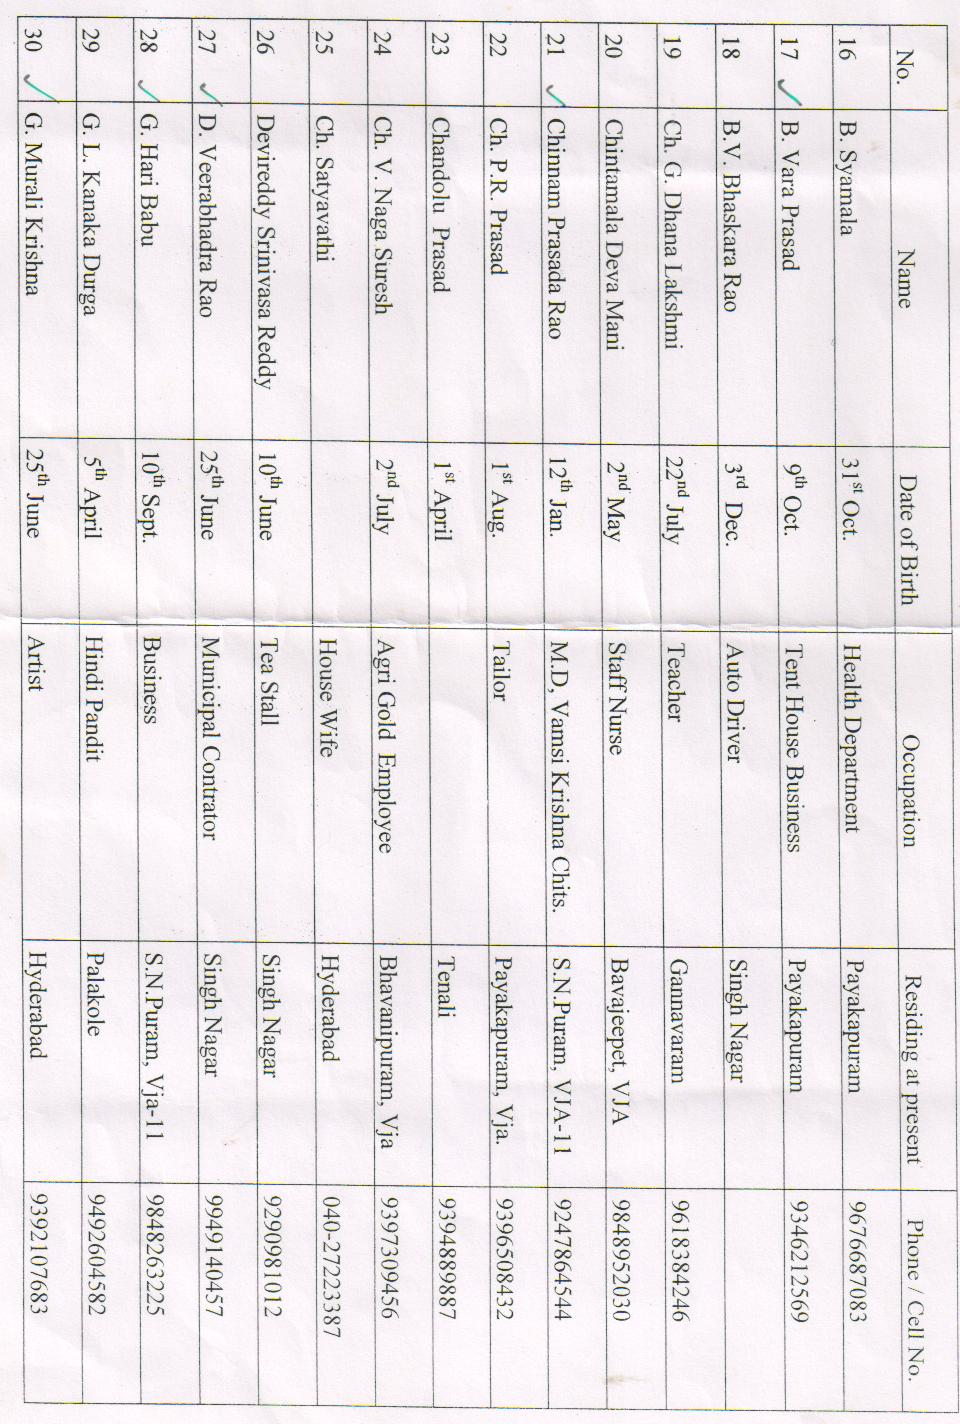 No. Name Date of Birth Occupation Residing at present Phone / Cell No.
16 B. Syamala 31st Oct. Health Department Payakapuram 9676687083
17 ✓ B. Vara Prasad 9th Oct. Tent House Business Payakapuram 9346212569
18 B.V. Bhaskara Rao 3rd Dec. Auto Driver Singh Nagar
19 Ch. G. Dhana Lakshmi 22nd July Teacher Gannavaram 9618384246
20 Chintamala Deva Mani 2nd May Staff Nurse Bavajeepet, VJA 9848952030
21 ✓ Chinnam Prasada Rao 12th Jan. M.D, Vamsi Krishna Chits. S.N.Puram, VJA-11 9247864544
22 Ch. P.R. Prasad 1st Aug. Tailor Payakapuram, Vja. 9396508432
23 Chandolu Prasad 1st April Tenali 9394889887
24 Ch. V. Naga Suresh 2nd July Agri Gold Employee Bhavanipuram, Vja 9397309456
25 Ch. Satyavathi House Wife Hyderabad 040-27223387
26 Devireddy Srinivasa Reddy 10th June Tea Stall Singh Nagar 9290981012
27 ✓ D. Veerabhadra Rao 25th June Municipal Contrator Singh Nagar 9949140457
28 ✓ G. Hari Babu 10th Sept. Business S.N.Puram, Vja-11 9848263225
29 G. L. Kanaka Durga 5th April Hindi Pandit Palakole 9492604582
30 ✓ G. Murali Krishna 25th June Artist Hyderabad 9392107683